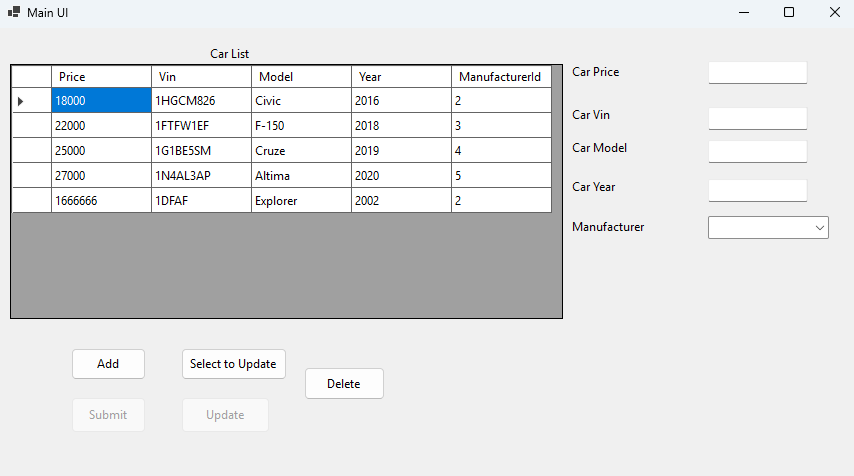 Main UI
Car List
Price Vin Model Year ManufacturerId
18000 1HGCM826 Civic 2016 2
22000 1FTFW1EF F-150 2018 3
25000 1G1BE5SM Cruze 2019 4
27000 1N4AL3AP Altima 2020 5
1666666 1DFAF Explorer 2002 2
Car Price
Car Vin
Car Model
Car Year
Manufacturer
Add Select to Update
Delete
Submit Update